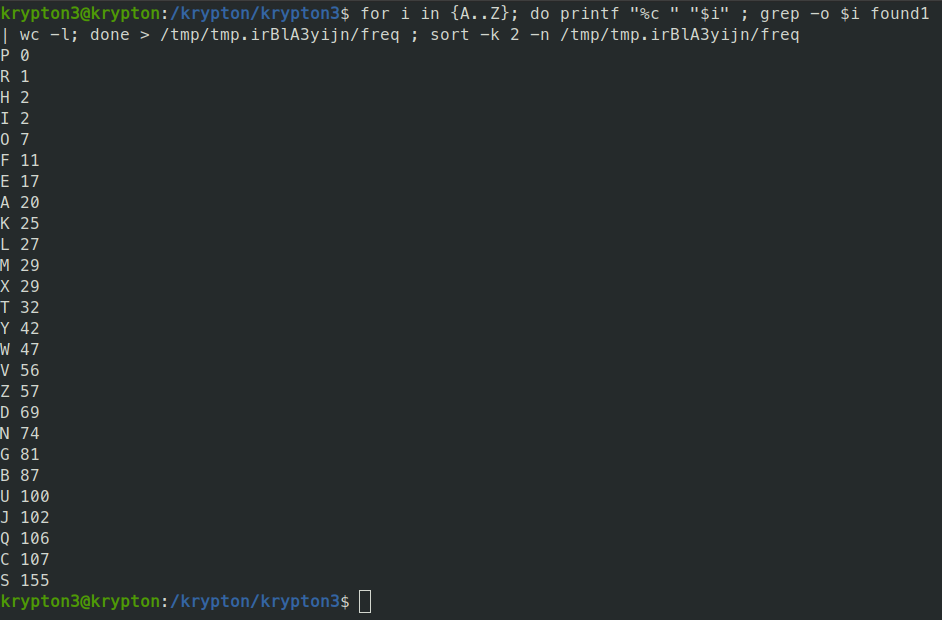 krypton3@krypton:/krypton/krypton3$ for i in {A..Z}; do printf "%c " "$i" ; grep -o $i found1
| wc -l; done > /tmp/tmp.irBlA3yijn/freq ; sort -k 2 -n /tmp/tmp.irBlA3yijn/freq
P 0
R 1
H 2
I 2
O 7
F 11
E 17
A 20
K 25
L 27
M 29
X 29
T 32
Y 42
W 47
V 56
Z 57
D 69
N 74
G 81
B 87
U 100
J 102
Q 106
C 107
S 155
krypton3@krypton:/krypton/krypton3$